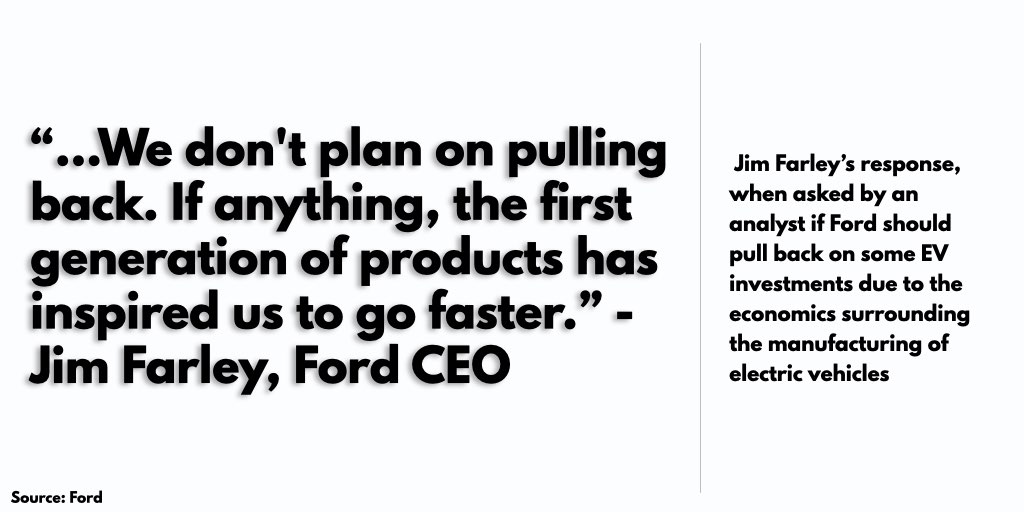 “...We don't plan on pulling
back. If anything, the first
generation of products has
inspired us to go faster.” -
Jim Farley, Ford CEO
Jim Farley’s response,
when asked by an
analyst if Ford should
pull back on some EV
investments due to the
economics surrounding
the manufacturing of
electric vehicles
Source: Ford